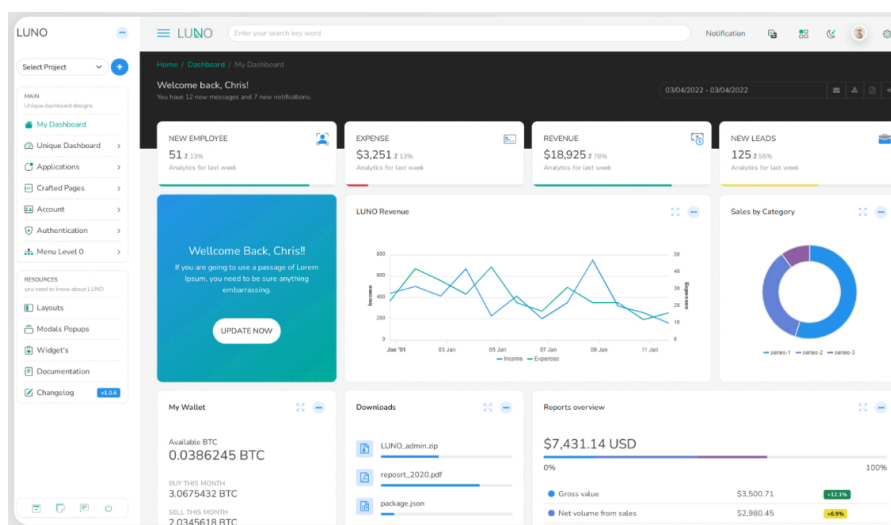 LUNO
Select Project
MAIN
Unique dashboard designs
My Dashboard
Unique Dashboard
Applications
Crafted Pages
Account
Authentication
Menu Level 0
RESOURCES
you need to know about LUNO
Layouts
Modals Popups
Widget's
Documentation
Changelog v1.0.6
LUNO
Enter your search key word
Notification
Home / Dashboard / My Dashboard
Welcome back, Chris!
You have 12 new messages and 7 new notifications.
03/04/2022 - 03/04/2022
NEW EMPLOYEE
51 13%
Analytics for last week
EXPENSE
$3,251 13%
Analytics for last week
REVENUE
$18,925 78%
Analytics for last week
NEW LEADS
125 55%
Analytics for last week
Wellcome Back, Chris!!
If you are going to use a passage of Lorem
Ipsum, you need to be sure anything
embarrassing.
UPDATE NOW
LUNO Revenue
800
600
400
200
0
Income
50
40
30
20
10
0
Expenses
Jan '01 03 Jan 05 Jan 07 Jan 09 Jan 11 Jan
Income Expenses
Sales by Category
series-1 series-2 series-3
My Wallet
Available BTC
0.0386245 BTC
BUY THIS MONTH
3.0675432 BTC
SELL THIS MONTH
2.0345618 BTC
Downloads
LUNO_admin.zip
reposrt_2020.pdf
package.json
Reports overview
$7,431.14 USD
0% 100%
Gross value $3,500.71 +12.1%
Net volume from sales $2,980.45 +6.9%